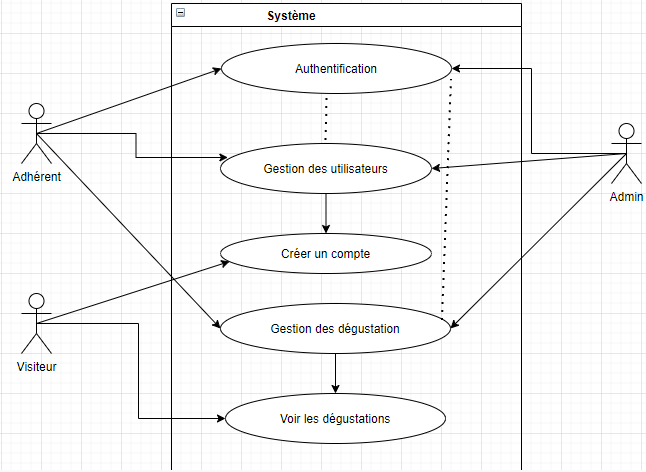 Système
Authentification
Adhérent
Gestion des utilisateurs
Admin
Créer un compte
Gestion des dégustation
Visiteur
Voir les dégustations